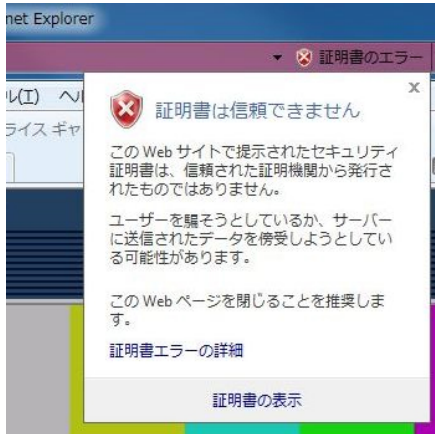 net Explorer
証明書のエラー
ル(I) ヘル
ライス ギャ
証明書は信頼できません
x
この Web サイトで提示されたセキュリティ
証明書は、信頼された証明機関から発行さ
れたものではありません。
ユーザーを騙そうとしているか、サーバー
に送信されたデータを傍受しようとしてい
る可能性があります。
この Web ページを閉じることを推奨しま
す。
証明書エラーの詳細
証明書の表示